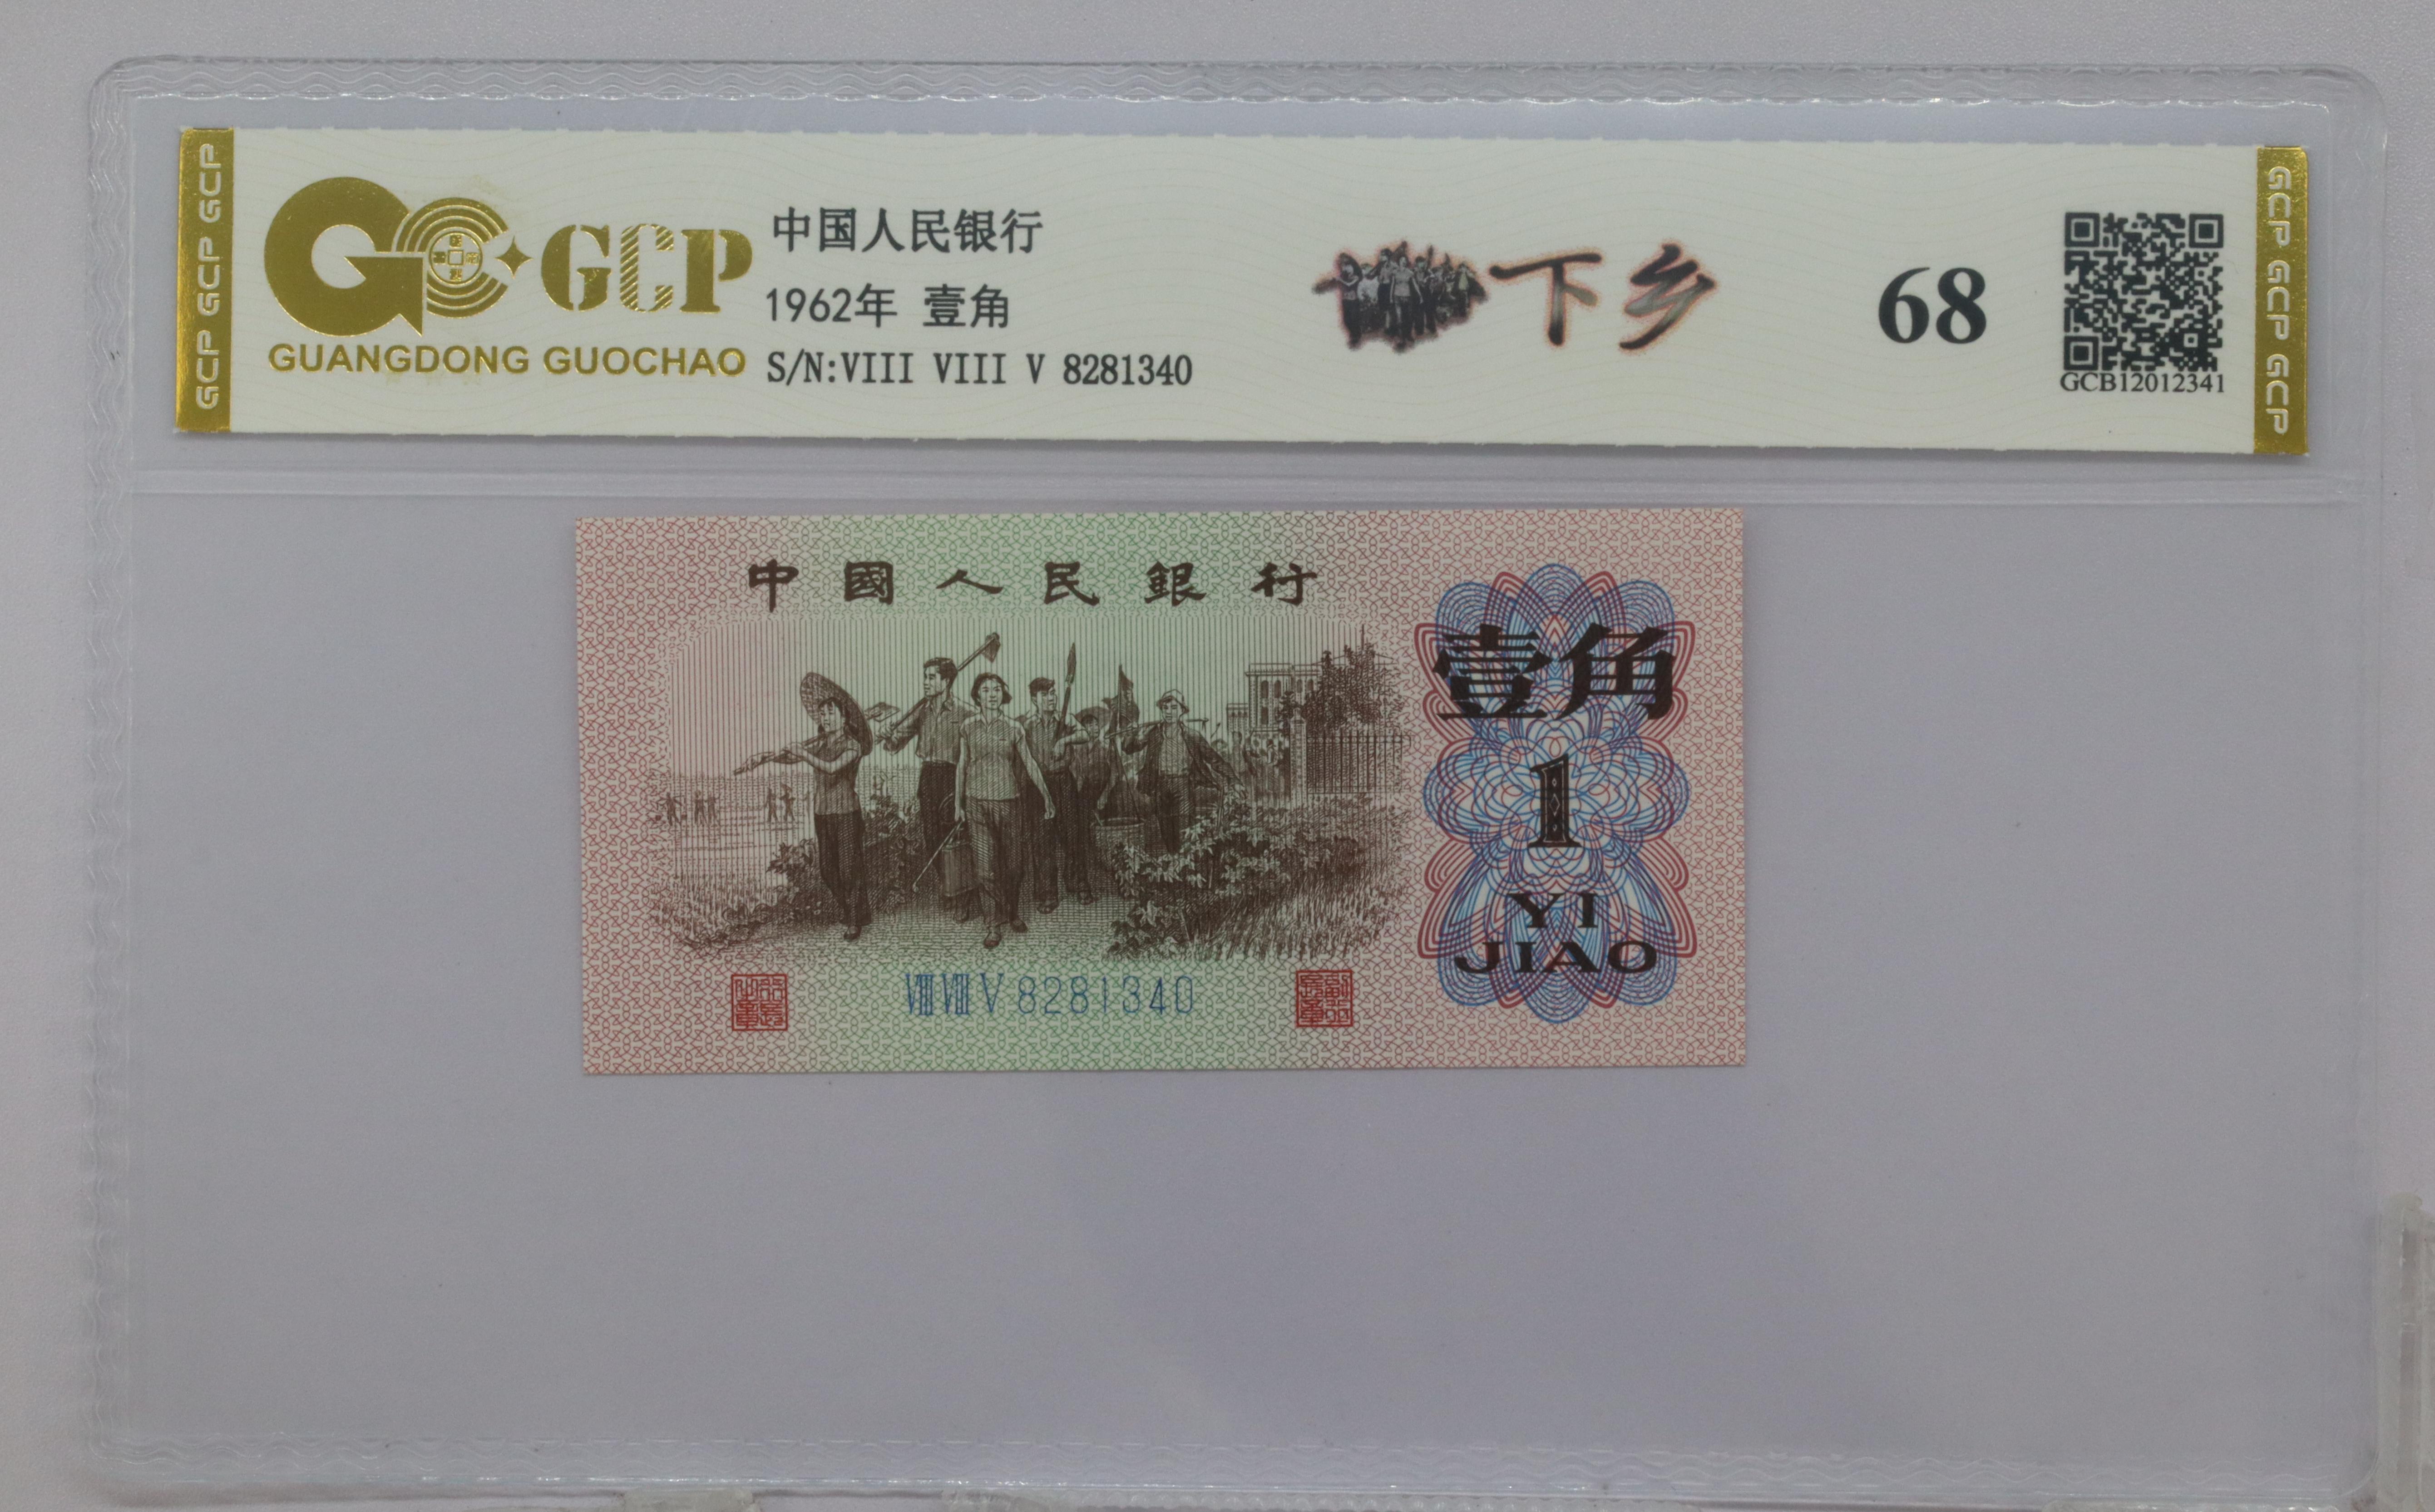 GCP GCP GCP
GCP
GUANGDONG GUOCHAO
中国人民银行
1962年 壹角
S/N:VIII VIII V 8281340
下乡
68
GCB12012341
GCP GCP GCP
中國人民銀行
壹角
1
YI
JIAO
VIII VIII V 8281340